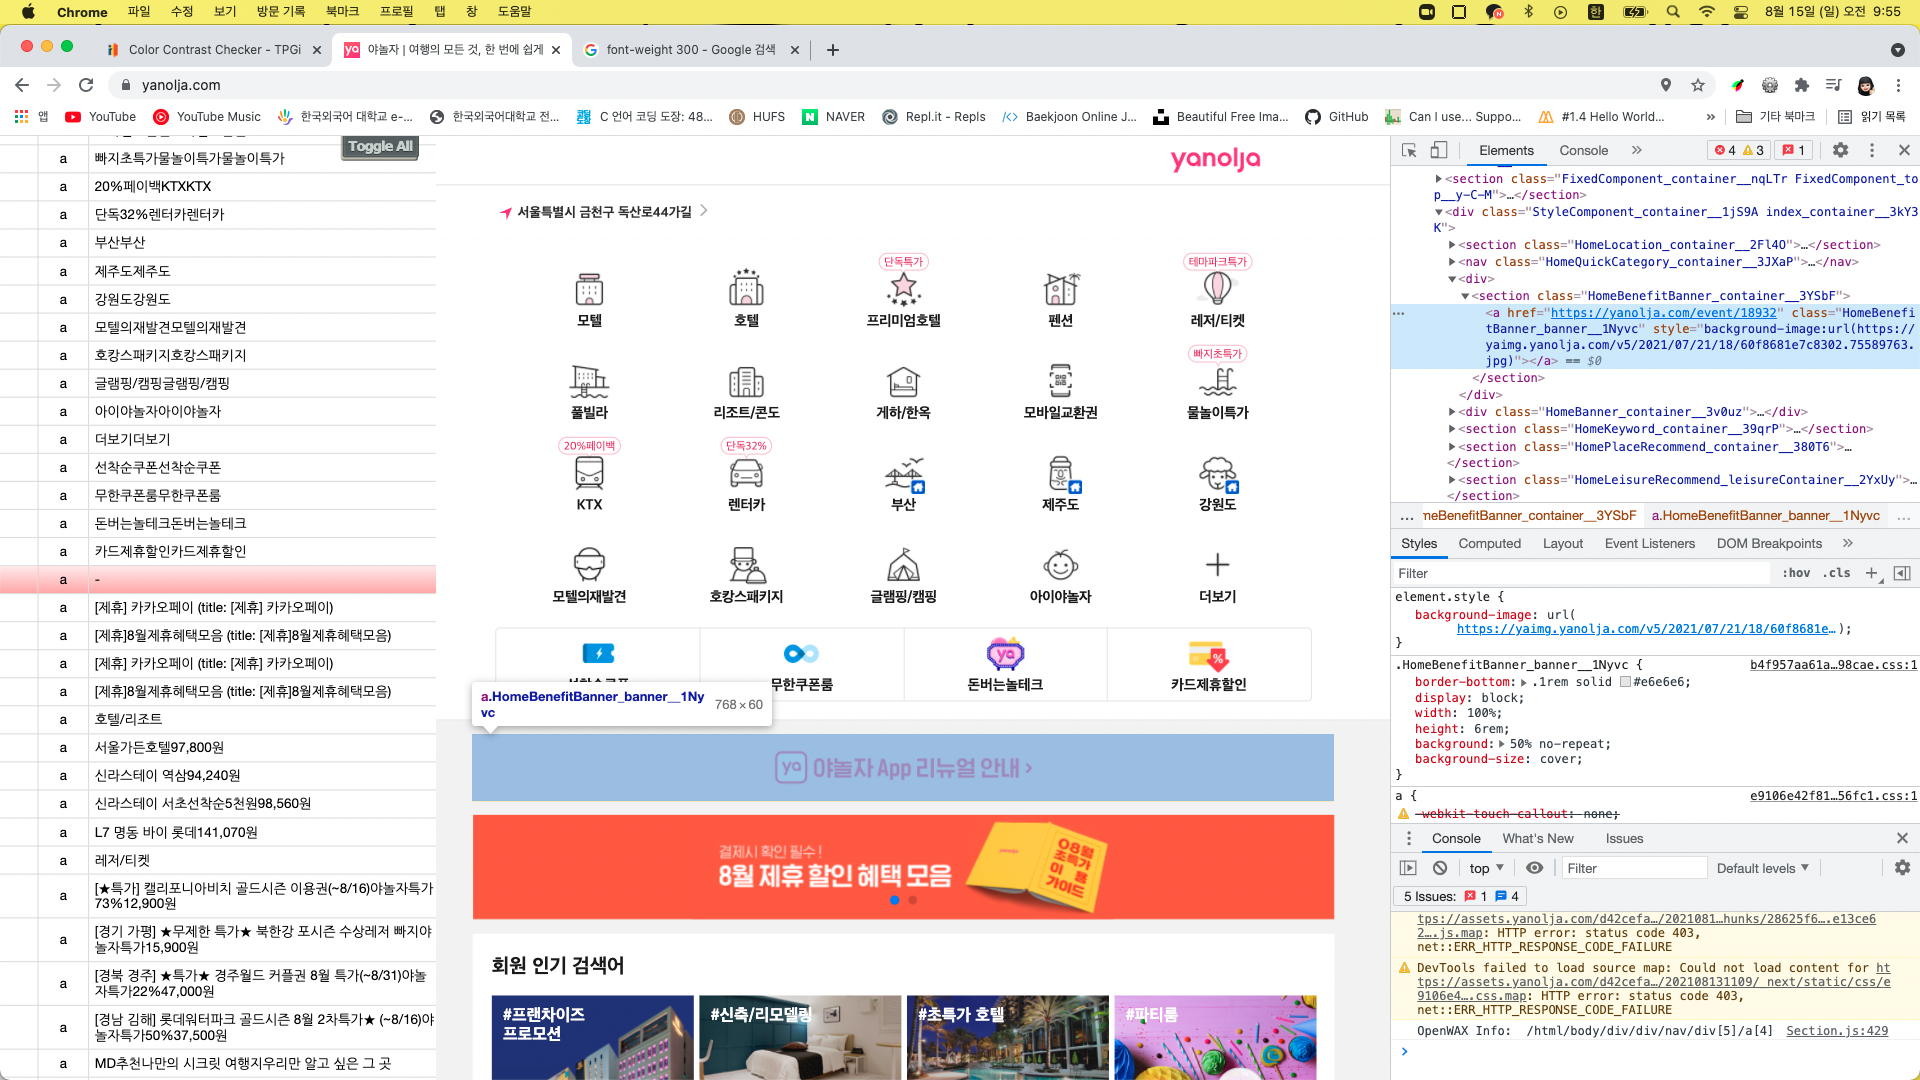 Chrome 파일 수정 보기 방문 기록 북마크 프로필 탭 창 도움말
8월 15일 (일) 오전 9:55
Color Contrast Checker - TPGi
야놀자 | 여행의 모든 것, 한 번에 쉽게
font-weight 300 - Google 검색
yanolja.com
앱 YouTube YouTube Music 한국외국어 대학교 e-... 한국외국어대학교 전... C 언어 코딩 도장: 48... HUFS NAVER Repl.it - Repls Baekjoon Online J... Beautiful Free Ima... GitHub Can I use... Suppo... #1.4 Hello World... » 기타 북마크 읽기 목록
Toggle All
a 빠지초특가물놀이특가물놀이특가
a 20%페이백KTXKTX
a 단독32%렌터카렌터카
a 부산부산
a 제주도제주도
a 강원도강원도
a 모텔의재발견모텔의재발견
a 호캉스패키지호캉스패키지
a 글램핑/캠핑글램핑/캠핑
a 아이야놀자아이야놀자
a 더보기더보기
a 선착순쿠폰선착순쿠폰
a 무한쿠폰룸무한쿠폰룸
a 돈버는놀테크돈버는놀테크
a 카드제휴할인카드제휴할인
a -
a [제휴] 카카오페이 (title: [제휴] 카카오페이)
a [제휴]8월제휴혜택모음 (title: [제휴]8월제휴혜택모음)
a [제휴] 카카오페이 (title: [제휴] 카카오페이)
a [제휴]8월제휴혜택모음 (title: [제휴]8월제휴혜택모음)
a 호텔/리조트
a 서울가든호텔97,800원
a 신라스테이 역삼94,240원
a 신라스테이 서초선착순5천원98,560원
a L7 명동 바이 롯데141,070원
a 레저/티켓
a [★특가] 캘리포니아비치 골드시즌 이용권(~8/16)야놀자특가
73%12,900원
a [경기 가평] ★무제한 특가★ 북한강 포시즌 수상레저 빠지야
놀자특가15,900원
a [경북 경주] ★특가★ 경주월드 커플권 8월 특가(~8/31)야놀
자특가22%47,000원
a [경남 김해] 롯데워터파크 골드시즌 8월 2차특가★ (~8/16)야
놀자특가50%37,500원
a MD추천나만의 시크릿 여행지우리만 알고 싶은 그 곳
yanolja
서울특별시 금천구 독산로44가길
단독특가 테마파크특가
모텔 호텔 프리미엄호텔 펜션 레저/티켓
빠지초특가
풀빌라 리조트/콘도 게하/한옥 모바일교환권 물놀이특가
20%페이백 단독32%
KTX 렌터카 부산 제주도 강원도
모텔의재발견 호캉스패키지 글램핑/캠핑 아이야놀자 더보기
무한쿠폰룸 돈버는놀테크 카드제휴할인
a.HomeBenefitBanner_banner__1Ny
vc
768 × 60
ya 야놀자 App 리뉴얼 안내 ›
결제시 확인 필수 !
8월 제휴 할인 혜택 모음
yanolja
08월
초특가
이용
가이드
회원 인기 검색어
#프랜차이즈
프로모션
#신축/리모델링
#초특가 호텔
#파티룸
Elements Console » 4 3 1
<section class="FixedComponent_container__nqLTr FixedComponent_to
p__y-C-M">…</section>
<div class="StyleComponent_container__1jS9A index_container__3kY3
K">
<section class="HomeLocation_container__2Fl4O">…</section>
<nav class="HomeQuickCategory_container__3JXaP">…</nav>
<div>
<section class="HomeBenefitBanner_container__3YSbF">
<a href="https://yanolja.com/event/18932" class="HomeBenefi
tBanner_banner__1Nyvc" style="background-image:url(https://
yaimg.yanolja.com/v5/2021/07/21/18/60f8681e7c8302.75589763.
jpg)"></a> == $0
</section>
</div>
<div class="HomeBanner_container__3v0uz">…</div>
<section class="HomeKeyword_container__39qrP">…</section>
<section class="HomePlaceRecommend_container__380T6">…
</section>
<section class="HomeLeisureRecommend_leisureContainer__2YxUy">…
</section>
... meBenefitBanner_container__3YSbF a.HomeBenefitBanner_banner__1Nyvc ...
Styles Computed Layout Event Listeners DOM Breakpoints »
Filter :hov .cls +
element.style {
background-image: url(
https://yaimg.yanolja.com/v5/2021/07/21/18/60f8681e…);
}
.HomeBenefitBanner_banner__1Nyvc { b4f957aa61a…98cae.css:1
border-bottom: .1rem solid #e6e6e6;
display: block;
width: 100%;
height: 6rem;
background: 50% no-repeat;
background-size: cover;
}
a { e9106e42f81…56fc1.css:1
-webkit-touch-callout: none;
Console What's New Issues
top Filter Default levels
5 Issues: 1 4
tps://assets.yanolja.com/d42cefa…/2021081…hunks/28625f6….e13ce6
2….js.map: HTTP error: status code 403,
net::ERR_HTTP_RESPONSE_CODE_FAILURE
DevTools failed to load source map: Could not load content for ht
tps://assets.yanolja.com/d42cefa…/202108131109/_next/static/css/e
9106e4….css.map: HTTP error: status code 403,
net::ERR_HTTP_RESPONSE_CODE_FAILURE
OpenWAX Info: /html/body/div/div/nav/div[5]/a[4] Section.js:429